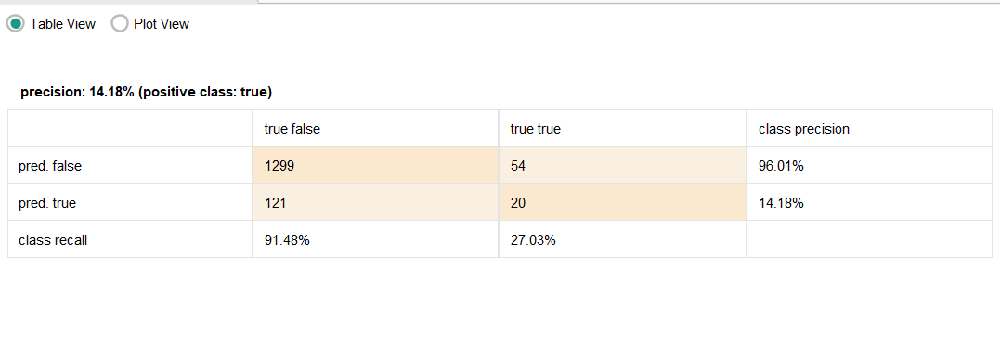 Table View Plot View
precision: 14.18% (positive class: true)
true false true true class precision
pred. false 1299 54 96.01%
pred. true 121 20 14.18%
class recall 91.48% 27.03%